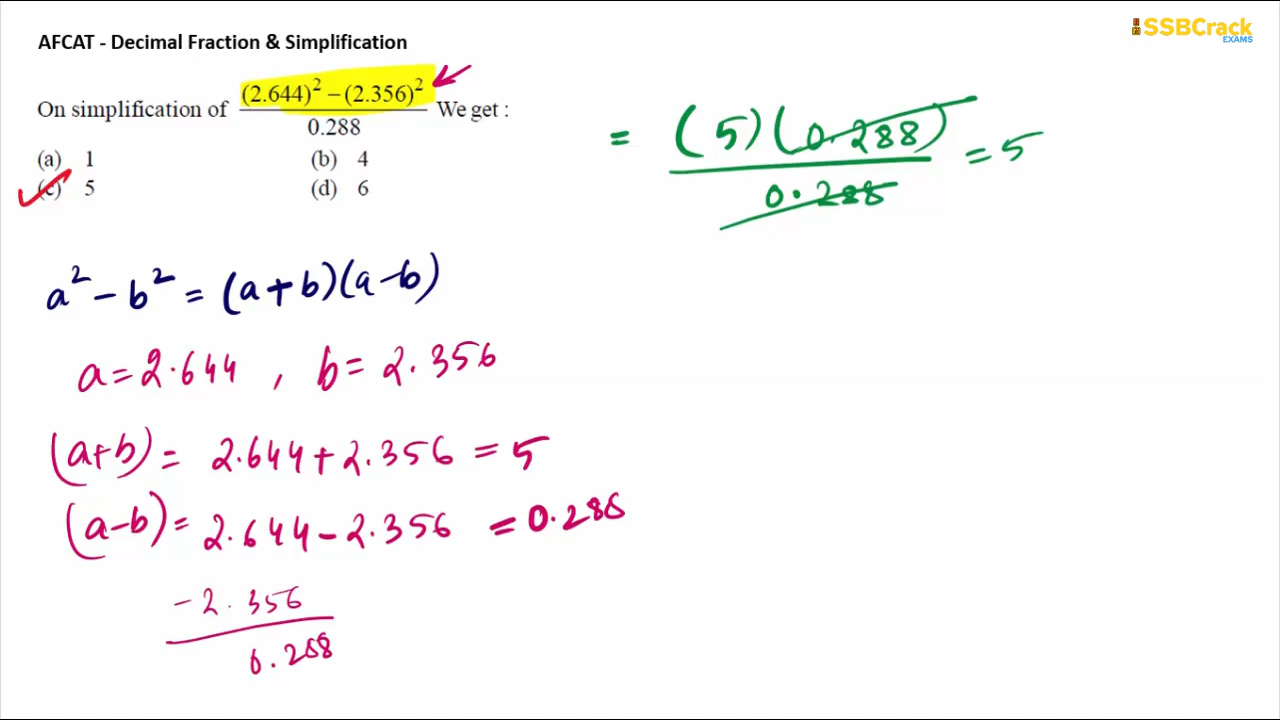 SSBCrack
EXAMS
AFCAT - Decimal Fraction & Simplification
On simplification of (2.644)² – (2.356)² / 0.288 We get :
(a) 1 (b) 4
(c) 5 (d) 6
= (5)(0.288) / 0.288 = 5
a² – b² = (a+b)(a–b)
a = 2.644 , b = 2.356
(a+b) = 2.644 + 2.356 = 5
(a–b) = 2.644 – 2.356 = 0.288
– 2.356
0.288